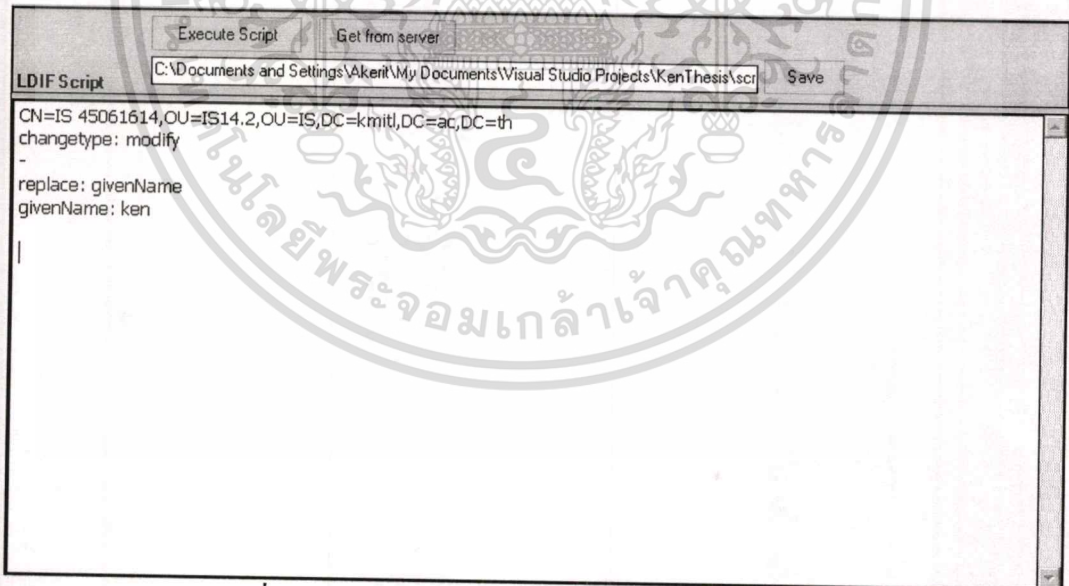 Execute Script Get from server
LDIF Script C:\Documents and Settings\Akerit\My Documents\Visual Studio Projects\KenThesis\scr Save
CN=IS 45061614,OU=IS14.2,OU=IS,DC=kmitl,DC=ac,DC=th
changetype: modify
-
replace: givenName
givenName: ken